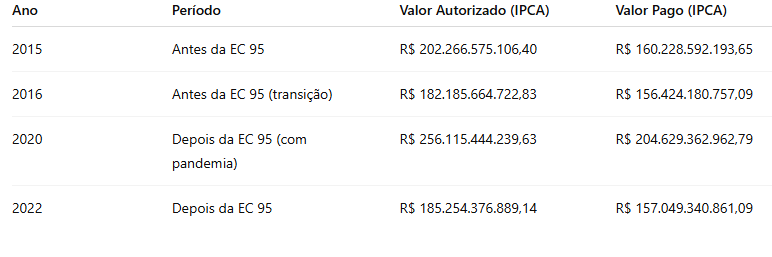 Ano Período Valor Autorizado (IPCA) Valor Pago (IPCA)
2015 Antes da EC 95 R$ 202.266.575.106,40 R$ 160.228.592.193,65
2016 Antes da EC 95 (transição) R$ 182.185.664.722,83 R$ 156.424.180.757,09
2020 Depois da EC 95 (com R$ 256.115.444.239,63 R$ 204.629.362.962,79
pandemia)
2022 Depois da EC 95 R$ 185.254.376.889,14 R$ 157.049.340.861,09